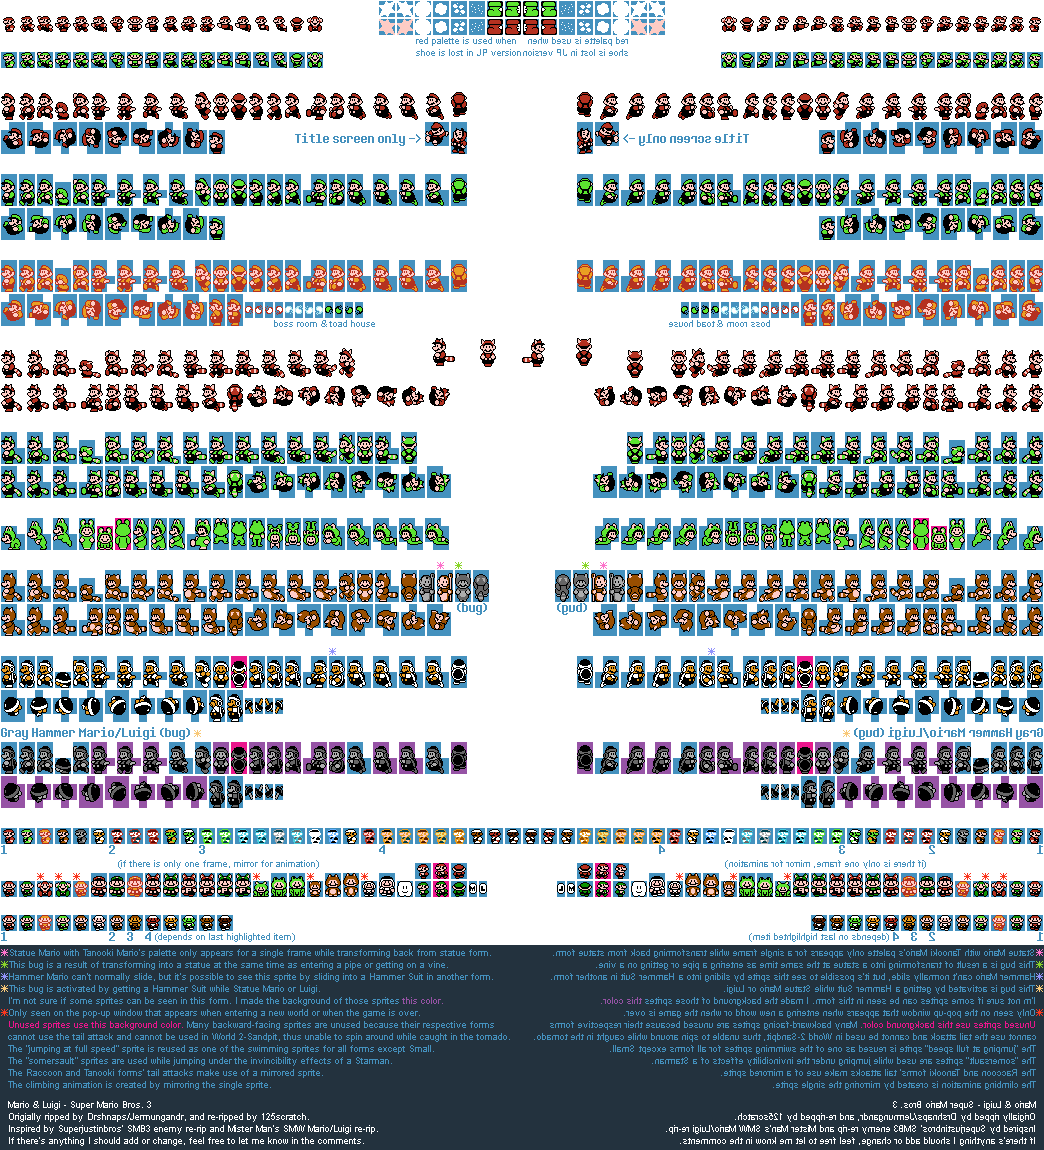 red palette is used when
shoe is lost in JP version
Title screen only ->
boss room & toad house
(bug)
Gray Hammer Mario/Luigi (bug)
1 2 3 4
(if there is only one frame, mirror for animation)
1 2 3 4 (depends on last highlighted item)
Statue Mario with Tanooki Mario's palette only appears for a single frame while transforming back from statue form.
This bug is a result of transforming into a statue at the same time as entering a pipe or getting on a vine.
Hammer Mario can't normally slide, but it's possible to see this sprite by sliding into a Hammer Suit in another form.
This bug is activated by getting a Hammer Suit while Statue Mario or Luigi.
I'm not sure if some sprites can be seen in this form. I made the background of those sprites this color.
Only seen on the pop-up window that appears when entering a new world or when the game is over.
Unused sprites use this background color. Many backward-facing sprites are unused because their respective forms
cannot use the tail attack and cannot be used in World 2-Sandpit, thus unable to spin around while caught in the tornado.
The "jumping at full speed" sprite is reused as one of the swimming sprites for all forms except Small.
The "somersault" sprites are used while jumping under the invincibility effects of a Starman.
The Raccoon and Tanooki forms' tail attacks make use of a mirrored sprite.
The climbing animation is created by mirroring the single sprite.
Mario & Luigi - Super Mario Bros. 3
Origially ripped by Drshnaps/Jermungandr, and re-ripped by 125scratch.
Inspired by Superjustinbros' SMB3 enemy re-rip and Mister Man's SMW Mario/Luigi re-rip.
If there's anything I should add or change, feel free to let me know in the comments.